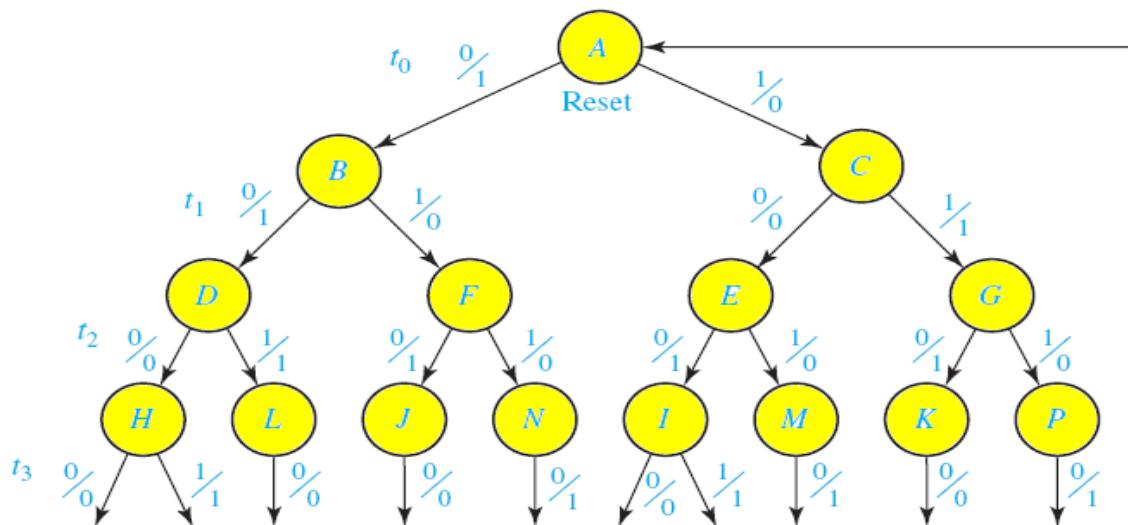 A
t0 0/1 1/0
Reset
B C
t1 0/1 1/0 0/0 1/1
D F E G
t2 0/0 1/1 0/1 1/0 0/1 1/0 0/1 1/0
H L J N I M K P
t3 0/0 1/1 0/0 0/0 0/1 0/0 1/1 0/1 0/0 0/1